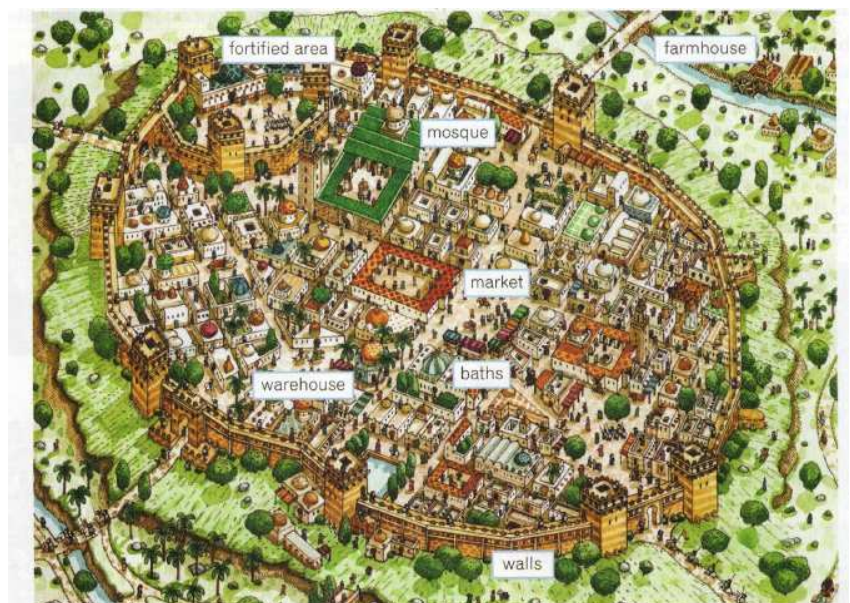 fortified area
farmhouse
mosque
market
baths
warehouse
walls